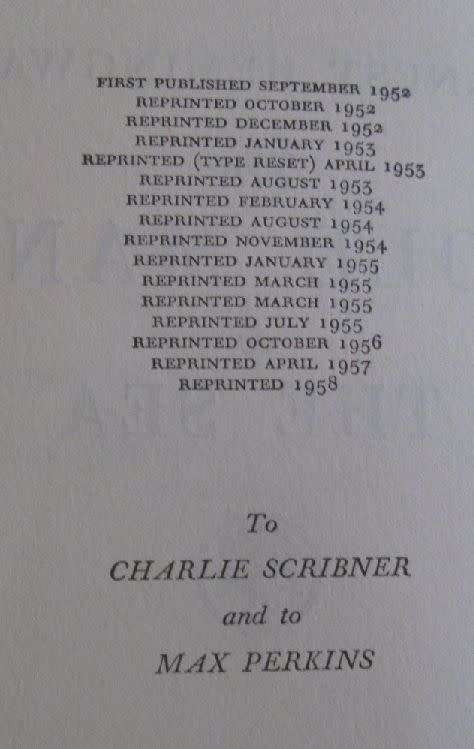 FIRST PUBLISHED SEPTEMBER 1952
REPRINTED OCTOBER 1952
REPRINTED DECEMBER 1952
REPRINTED JANUARY 1953
REPRINTED (TYPE RESET) APRIL 1953
REPRINTED AUGUST 1953
REPRINTED FEBRUARY 1954
REPRINTED AUGUST 1954
REPRINTED NOVEMBER 1954
REPRINTED JANUARY 1955
REPRINTED MARCH 1955
REPRINTED MARCH 1955
REPRINTED JULY 1955
REPRINTED OCTOBER 1956
REPRINTED APRIL 1957
REPRINTED 1958
To
CHARLIE SCRIBNER
and to
MAX PERKINS